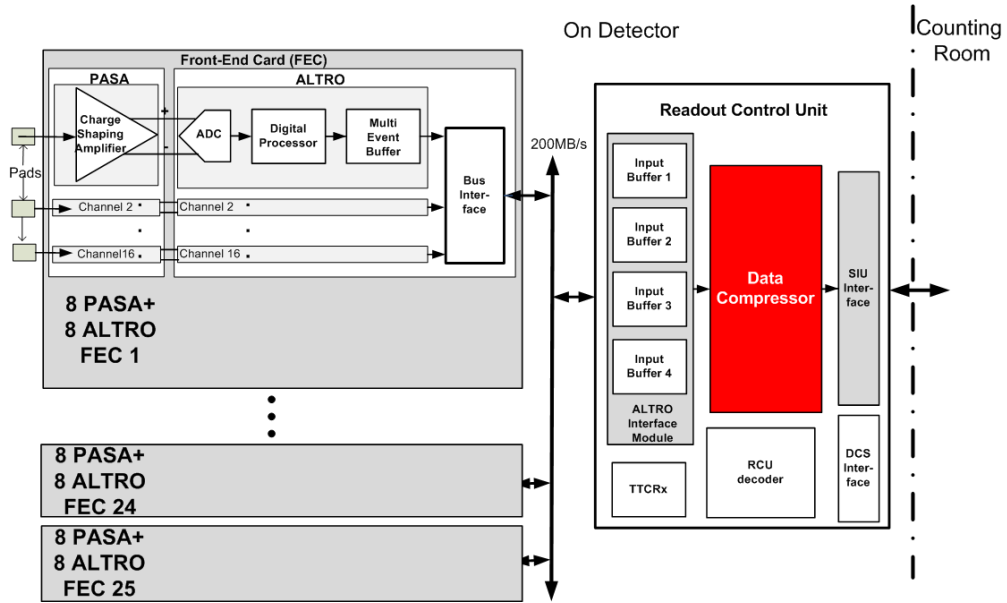 On Detector
Counting
Room
Front-End Card (FEC)
PASA
ALTRO
Charge
Shaping
Amplifier
+
-
ADC
Digital
Processor
Multi
Event
Buffer
Bus
Inter-
face
Pads
Channel 2
Channel 2
Channel16
Channel 16
8 PASA+
8 ALTRO
FEC 1
8 PASA+
8 ALTRO
FEC 24
8 PASA+
8 ALTRO
FEC 25
200MB/s
Readout Control Unit
Input
Buffer 1
Input
Buffer 2
Input
Buffer 3
Input
Buffer 4
ALTRO
Interface
Module
Data
Compressor
SIU
Inter-
face
TTCRx
RCU
decoder
DCS
Inter-
face